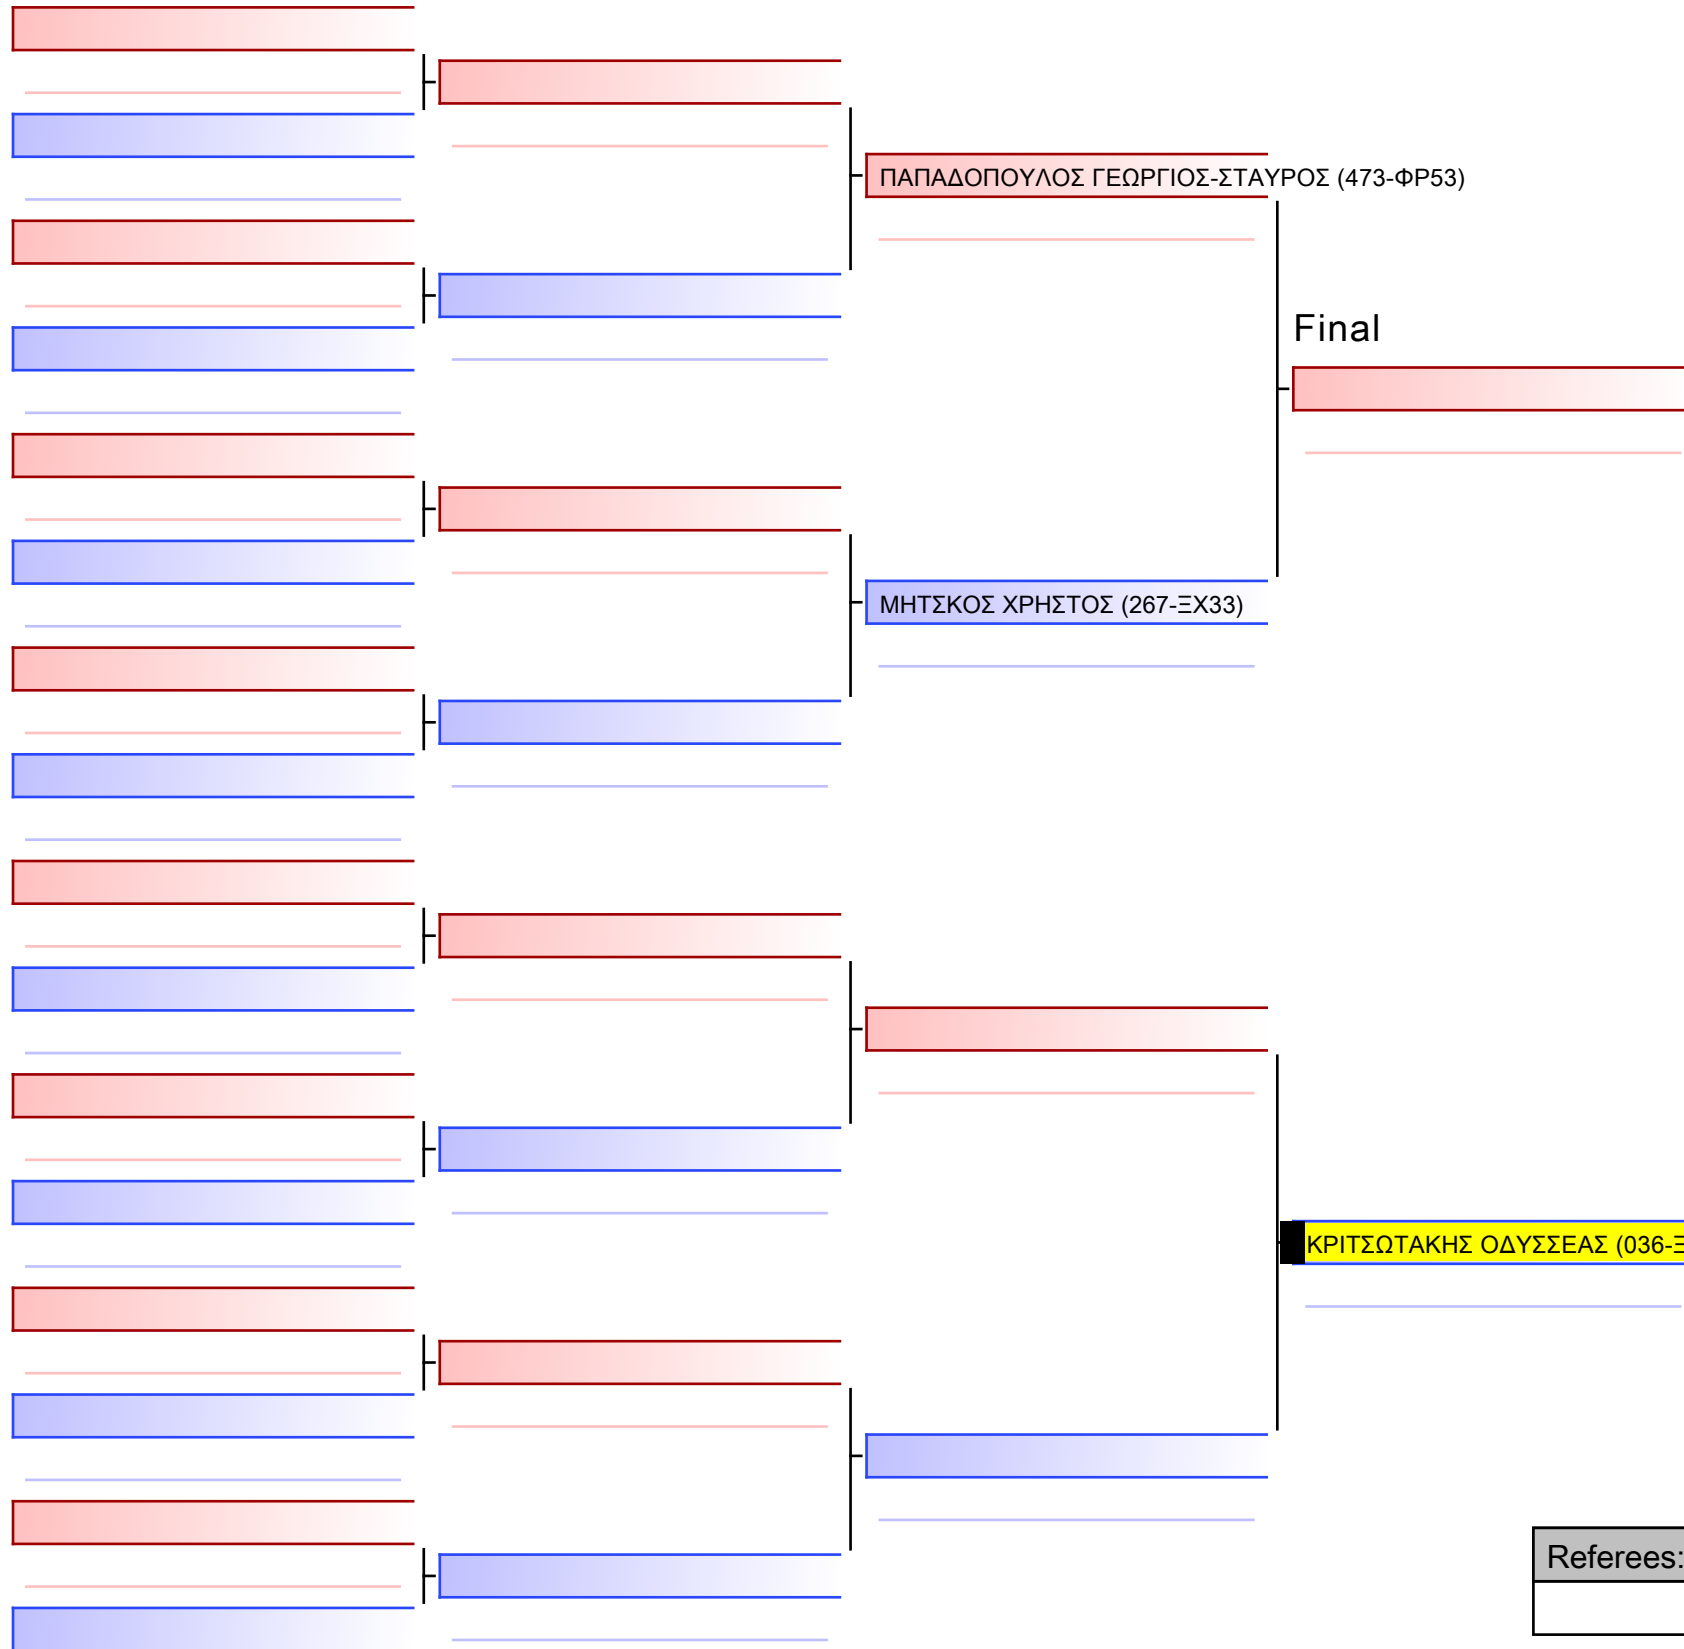 ΠΑΠΑΔΟΠΟΥΛΟΣ ΓΕΩΡΓΙΟΣ-ΣΤΑΥΡΟΣ (473-ΦΡ53)
Final
ΜΗΤΣΚΟΣ ΧΡΗΣΤΟΣ (267-ΞΧ33)
ΚΡΙΤΣΩΤΑΚΗΣ ΟΔΥΣΣΕΑΣ (036-Ξ
Referees: